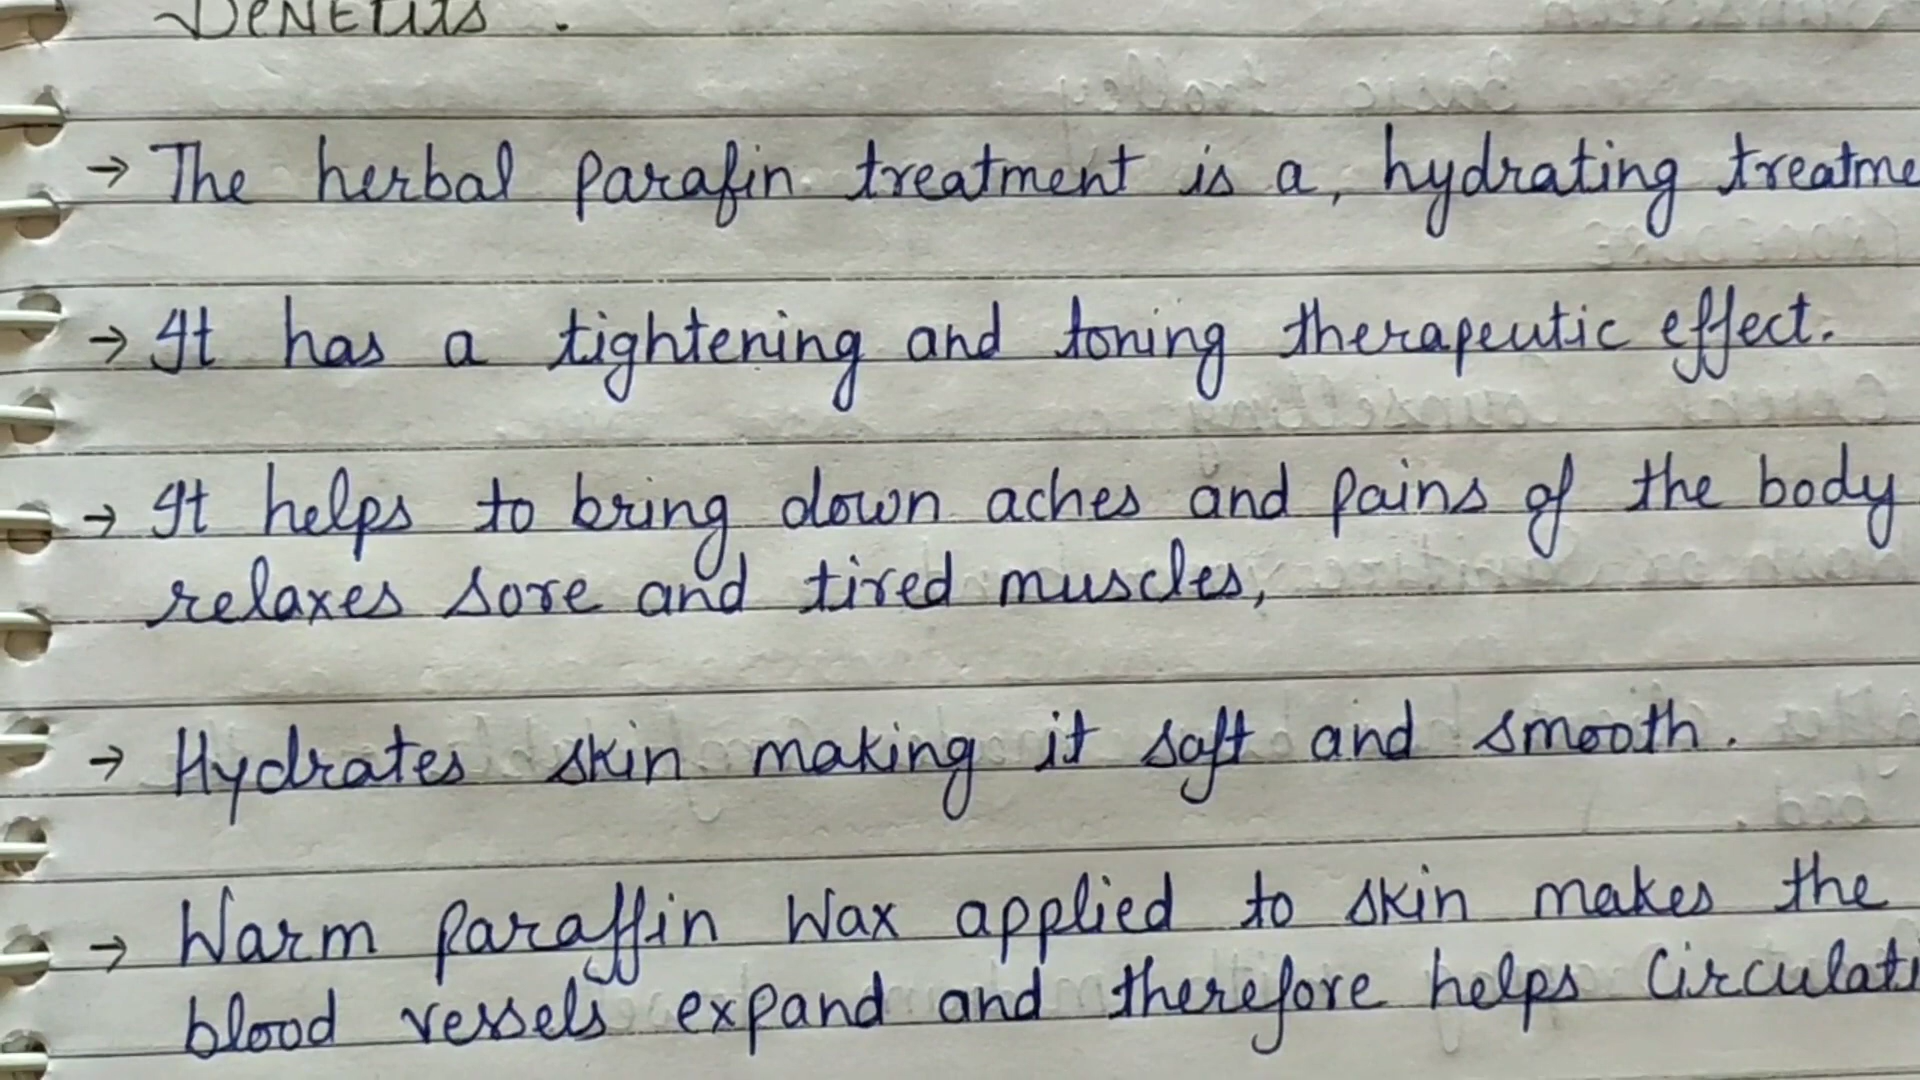 Benefits.
→ The herbal parafin treatment is a, hydrating treatme
→ It has a tightening and toning therapeutic effect.
→ It helps to bring down aches and pains of the body
relaxes sore and tired muscles,
→ Hydrates skin making it soft and smooth.
→ Warm paraffin wax applied to skin makes the
blood vessels expand and therefore helps circulati